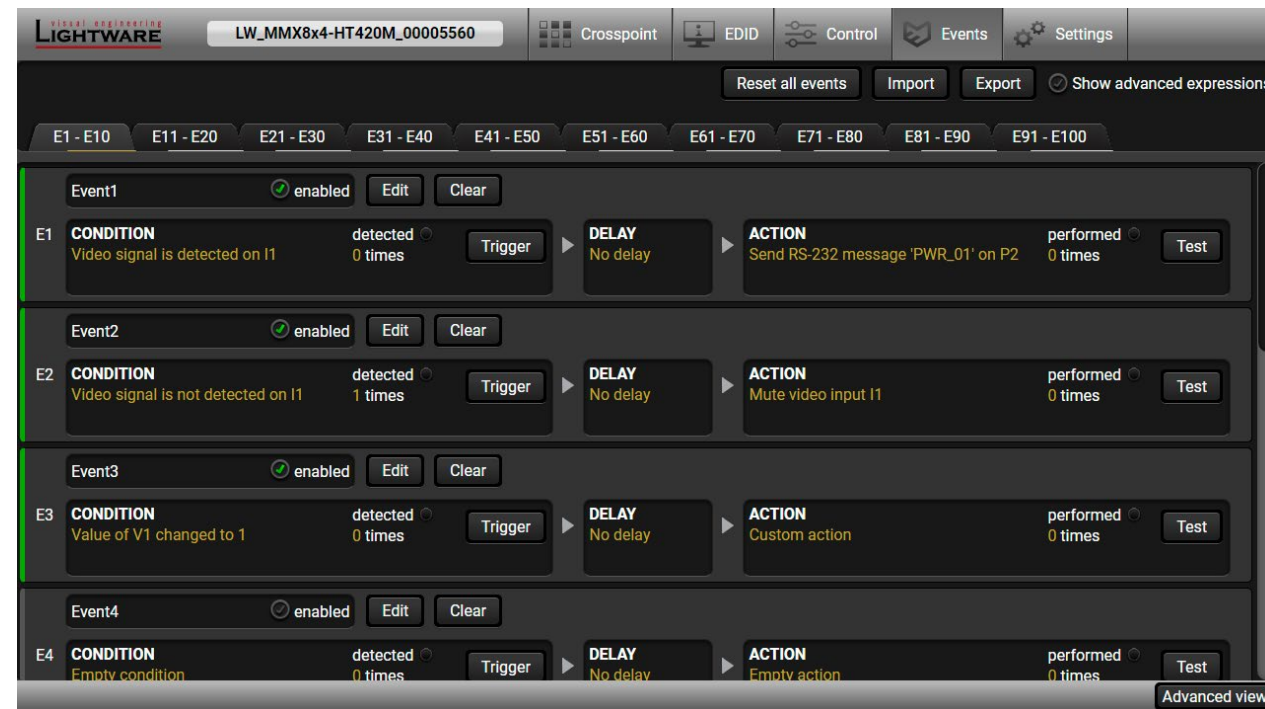 visual engineering
LIGHTWARE
LW_MMX8x4-HT420M_00005560
Crosspoint
EDID
Control
Events
Settings
Reset all events
Import
Export
Show advanced expressions
E1 - E10
E11 - E20
E21 - E30
E31 - E40
E41 - E50
E51 - E60
E61 - E70
E71 - E80
E81 - E90
E91 - E100
Event1
enabled
Edit
Clear
E1
CONDITION
Video signal is detected on I1
detected
0 times
Trigger
DELAY
No delay
ACTION
Send RS-232 message 'PWR_01' on P2
performed
0 times
Test
Event2
enabled
Edit
Clear
E2
CONDITION
Video signal is not detected on I1
detected
1 times
Trigger
DELAY
No delay
ACTION
Mute video input I1
performed
0 times
Test
Event3
enabled
Edit
Clear
E3
CONDITION
Value of V1 changed to 1
detected
0 times
Trigger
DELAY
No delay
ACTION
Custom action
performed
0 times
Test
Event4
enabled
Edit
Clear
E4
CONDITION
Empty condition
detected
0 times
Trigger
DELAY
No delay
ACTION
Empty action
performed
0 times
Test
Advanced view